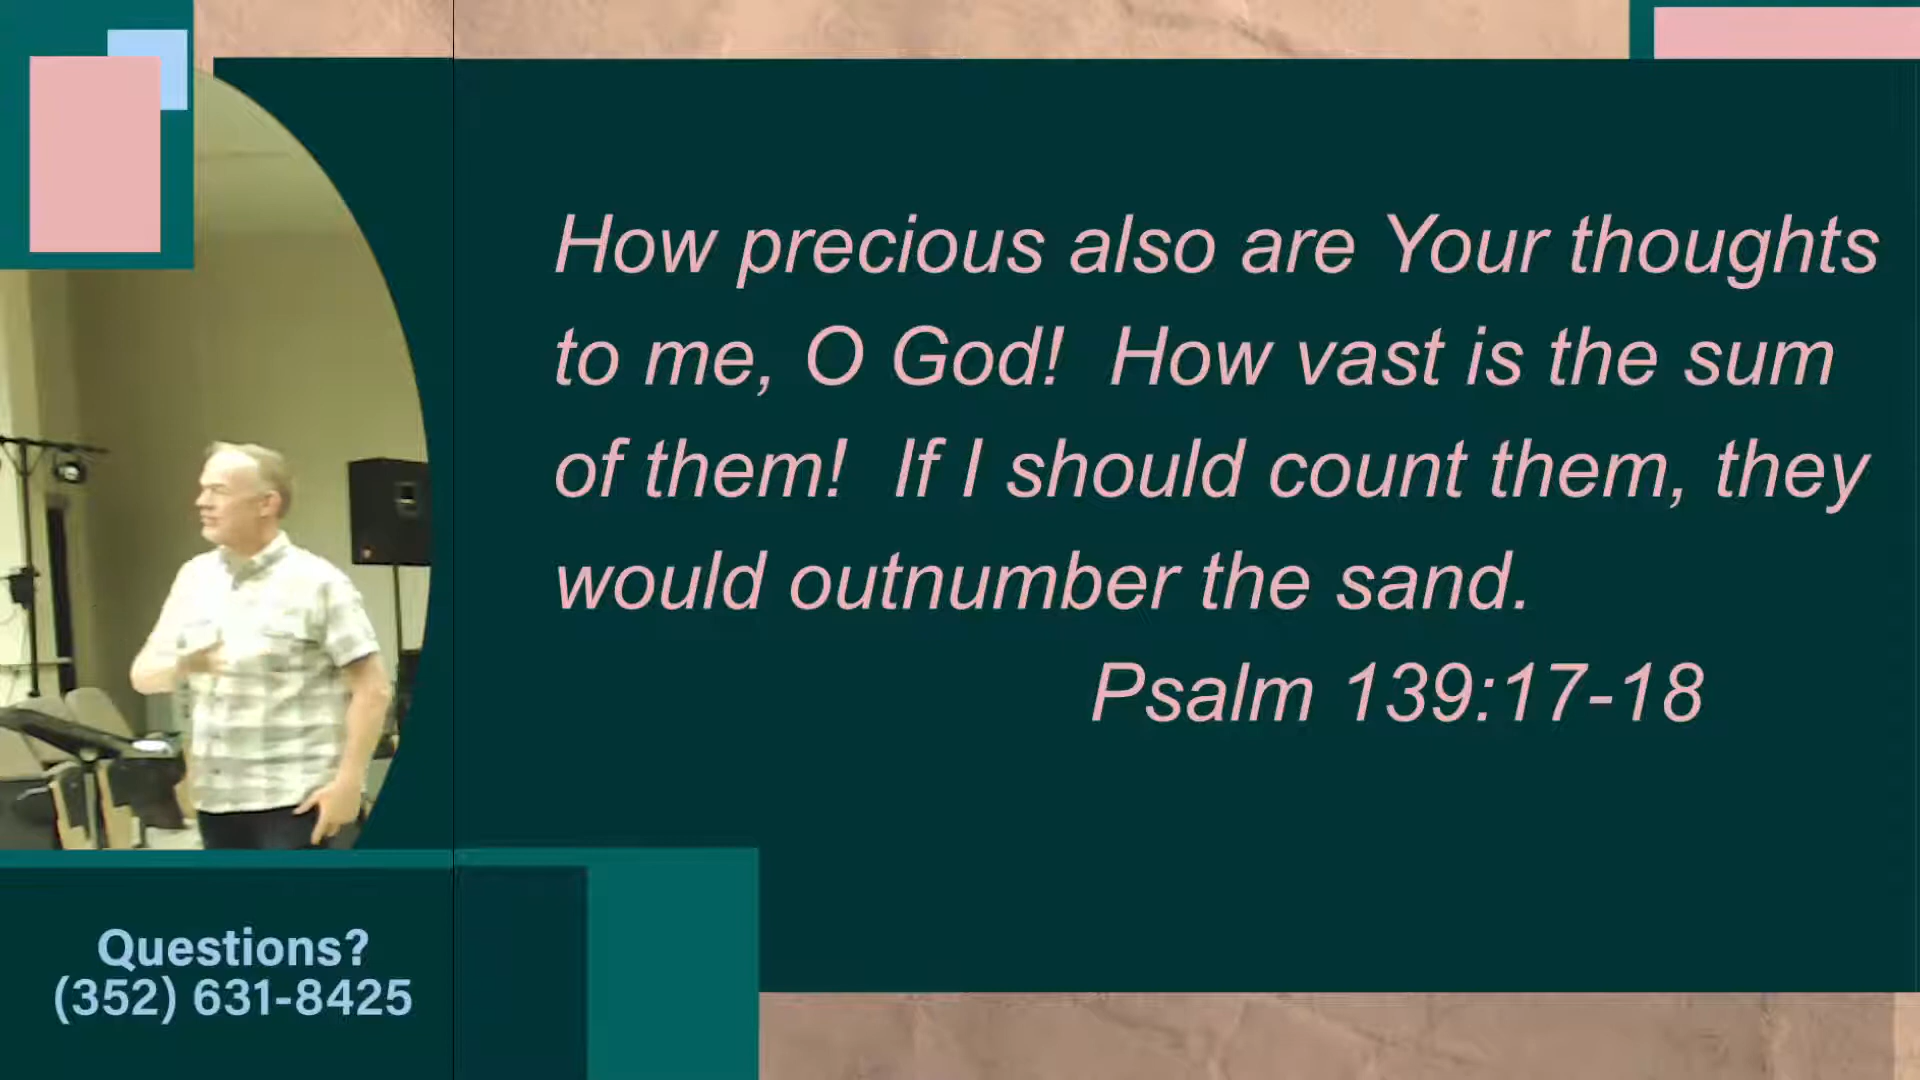 How precious also are Your thoughts
to me, O God!  How vast is the sum
of them!  If I should count them, they
would outnumber the sand.
Psalm 139:17-18
Questions?
(352) 631-8425